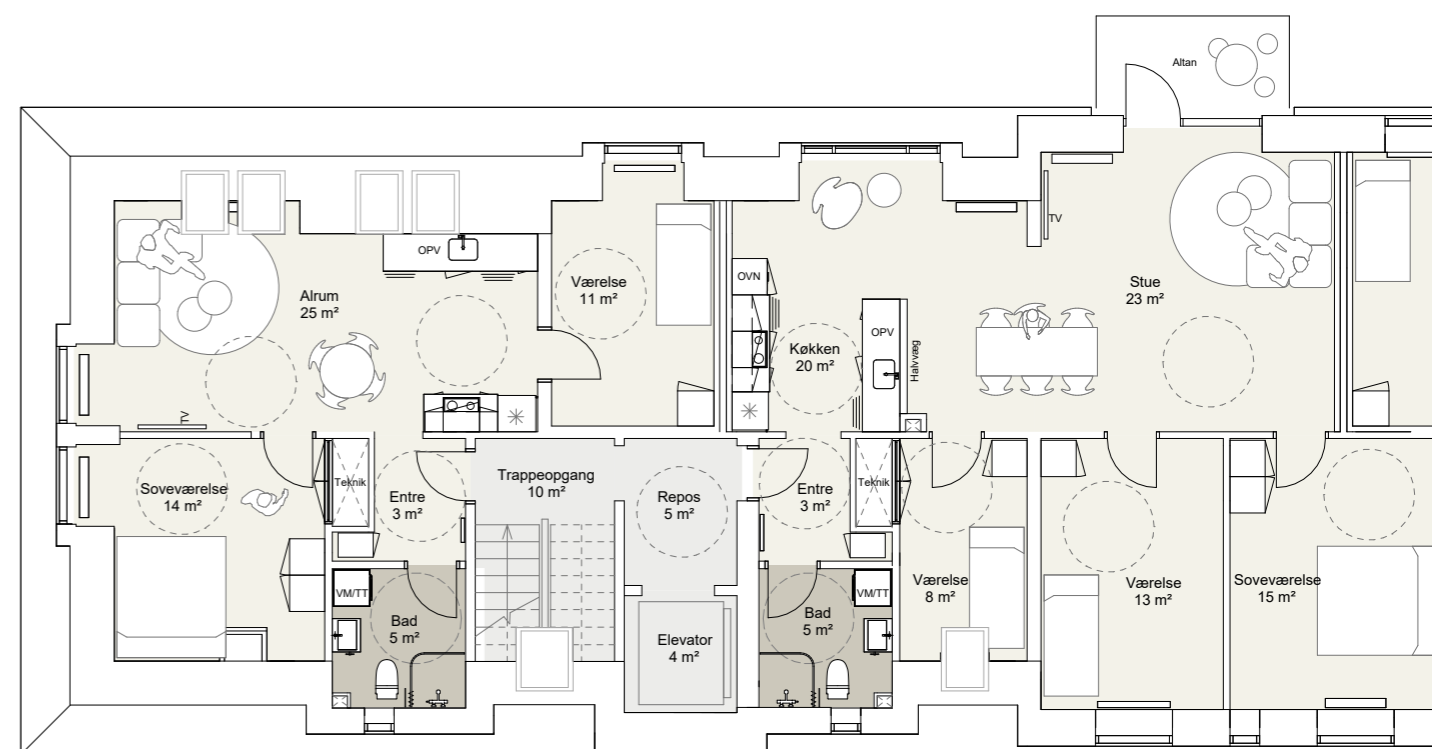 Altan
TV
OPV
OVN
Værelse
11 m²
Stue
23 m²
Alrum
25 m²
OPV
Køkken
20 m²
Halvvæg
TV
Trappeopgang
10 m²
Teknik
Soveværelse
14 m²
Entre
3 m²
Repos
5 m²
Entre
3 m²
Teknik
Værelse
8 m²
Værelse
13 m²
Soveværelse
15 m²
VM/TT
Bad
5 m²
Elevator
4 m²
Bad
5 m²
VM/TT